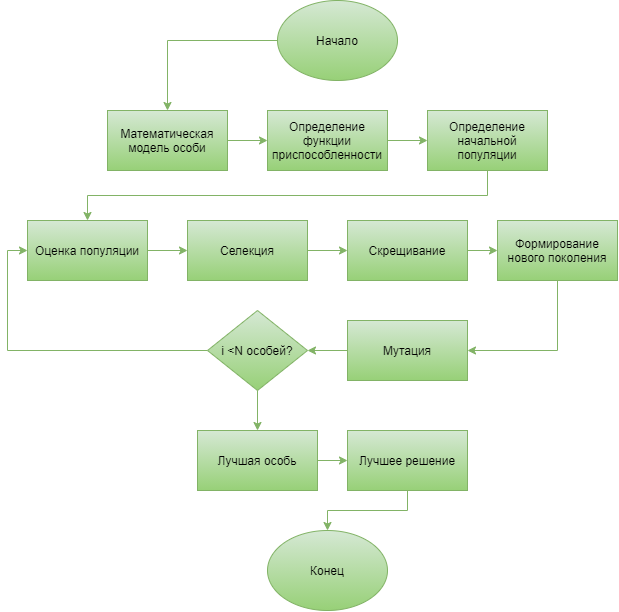 Начало
Математическая
модель особи
Определение
функции
приспособленности
Определение
начальной
популяции
Оценка популяции
Селекция
Скрещивание
Формирование
нового поколения
i <N особей?
Мутация
Лучшая особь
Лучшее решение
Конец